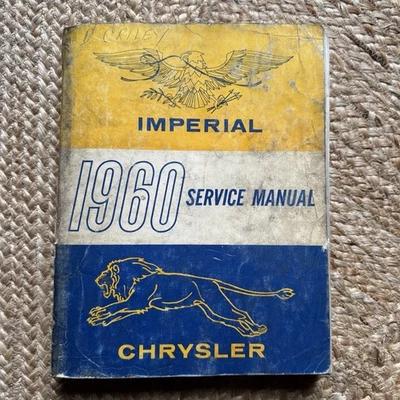 IMPERIAL
1960 SERVICE MANUAL
CHRYSLER